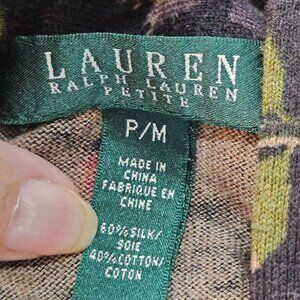 LAUREN
RALPH LAUREN
PETITE
P/M
MADE IN
CHINA
FABRIQUE EN
CHINE
60% SILK/
SOIE
40% COTTON/
COTON